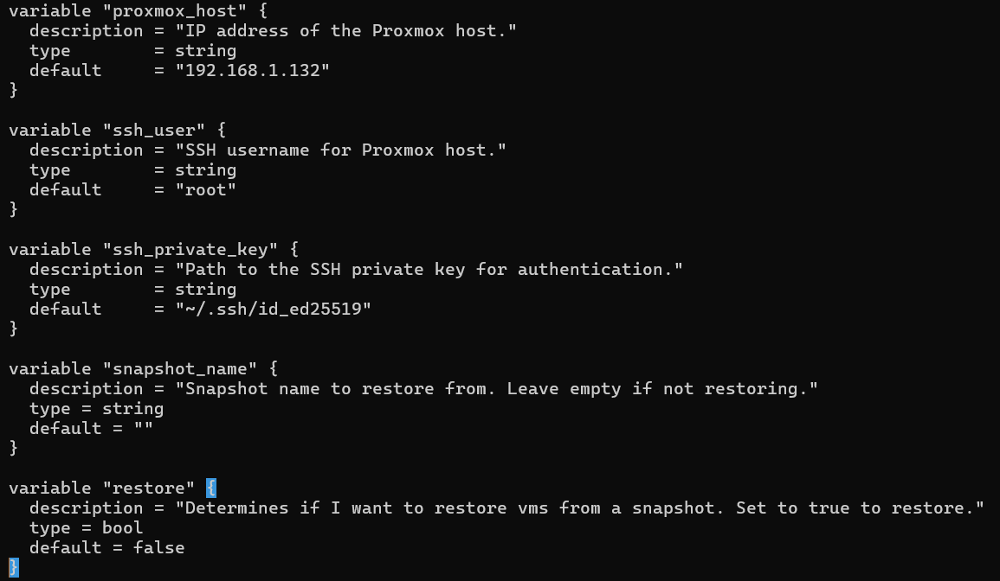 variable "proxmox_host" {
  description = "IP address of the Proxmox host."
  type        = string
  default     = "192.168.1.132"
}

variable "ssh_user" {
  description = "SSH username for Proxmox host."
  type        = string
  default     = "root"
}

variable "ssh_private_key" {
  description = "Path to the SSH private key for authentication."
  type        = string
  default     = "~/.ssh/id_ed25519"
}

variable "snapshot_name" {
  description = "Snapshot name to restore from. Leave empty if not restoring."
  type = string
  default = ""
}

variable "restore" {
  description = "Determines if I want to restore vms from a snapshot. Set to true to restore."
  type = bool
  default = false
}